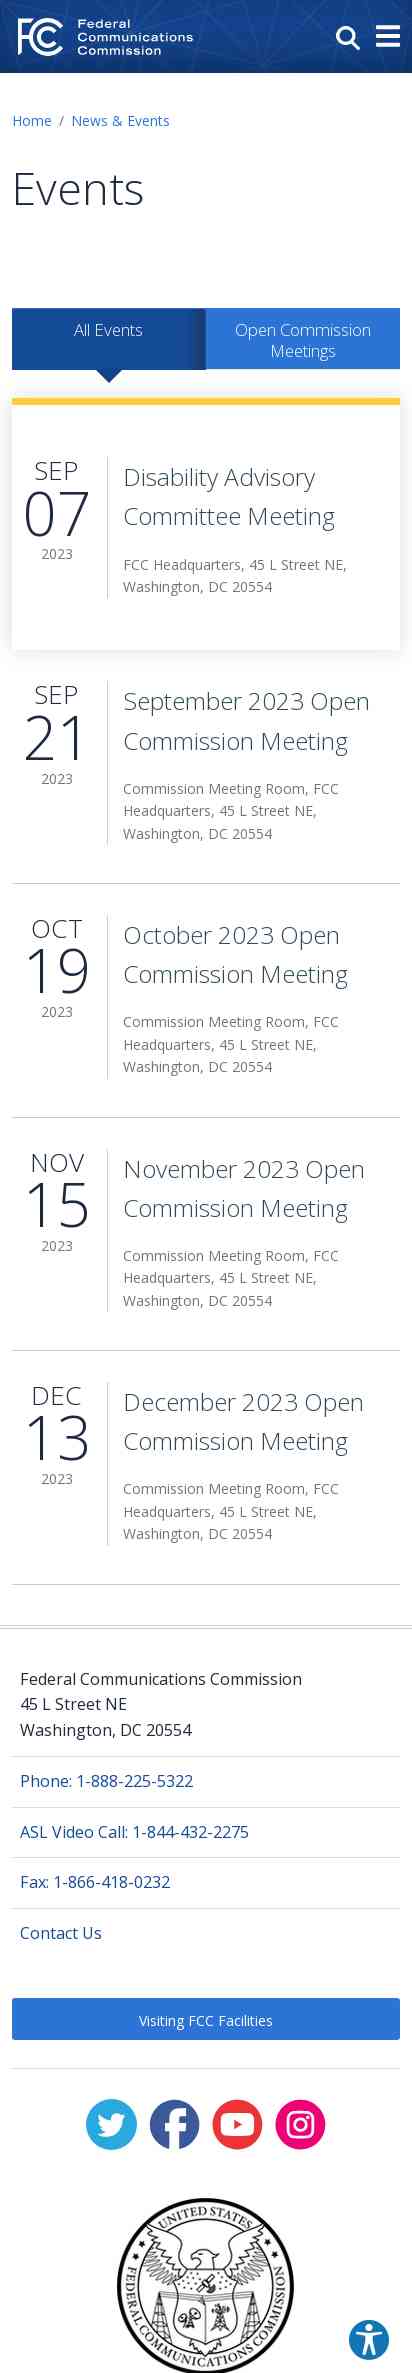 FCC
Federal
Communications
Commission
Home / News & Events
Events
All Events
Open Commission
Meetings
SEP
07
2023
Disability Advisory
Committee Meeting
FCC Headquarters, 45 L Street NE,
Washington, DC 20554
SEP
21
2023
September 2023 Open
Commission Meeting
Commission Meeting Room, FCC
Headquarters, 45 L Street NE,
Washington, DC 20554
OCT
19
2023
October 2023 Open
Commission Meeting
Commission Meeting Room, FCC
Headquarters, 45 L Street NE,
Washington, DC 20554
NOV
15
2023
November 2023 Open
Commission Meeting
Commission Meeting Room, FCC
Headquarters, 45 L Street NE,
Washington, DC 20554
DEC
13
2023
December 2023 Open
Commission Meeting
Commission Meeting Room, FCC
Headquarters, 45 L Street NE,
Washington, DC 20554
Federal Communications Commission
45 L Street NE
Washington, DC 20554
Phone: 1-888-225-5322
ASL Video Call: 1-844-432-2275
Fax: 1-866-418-0232
Contact Us
Visiting FCC Facilities
UNITED STATES
FEDERAL COMMUNICATIONS COMMISSION